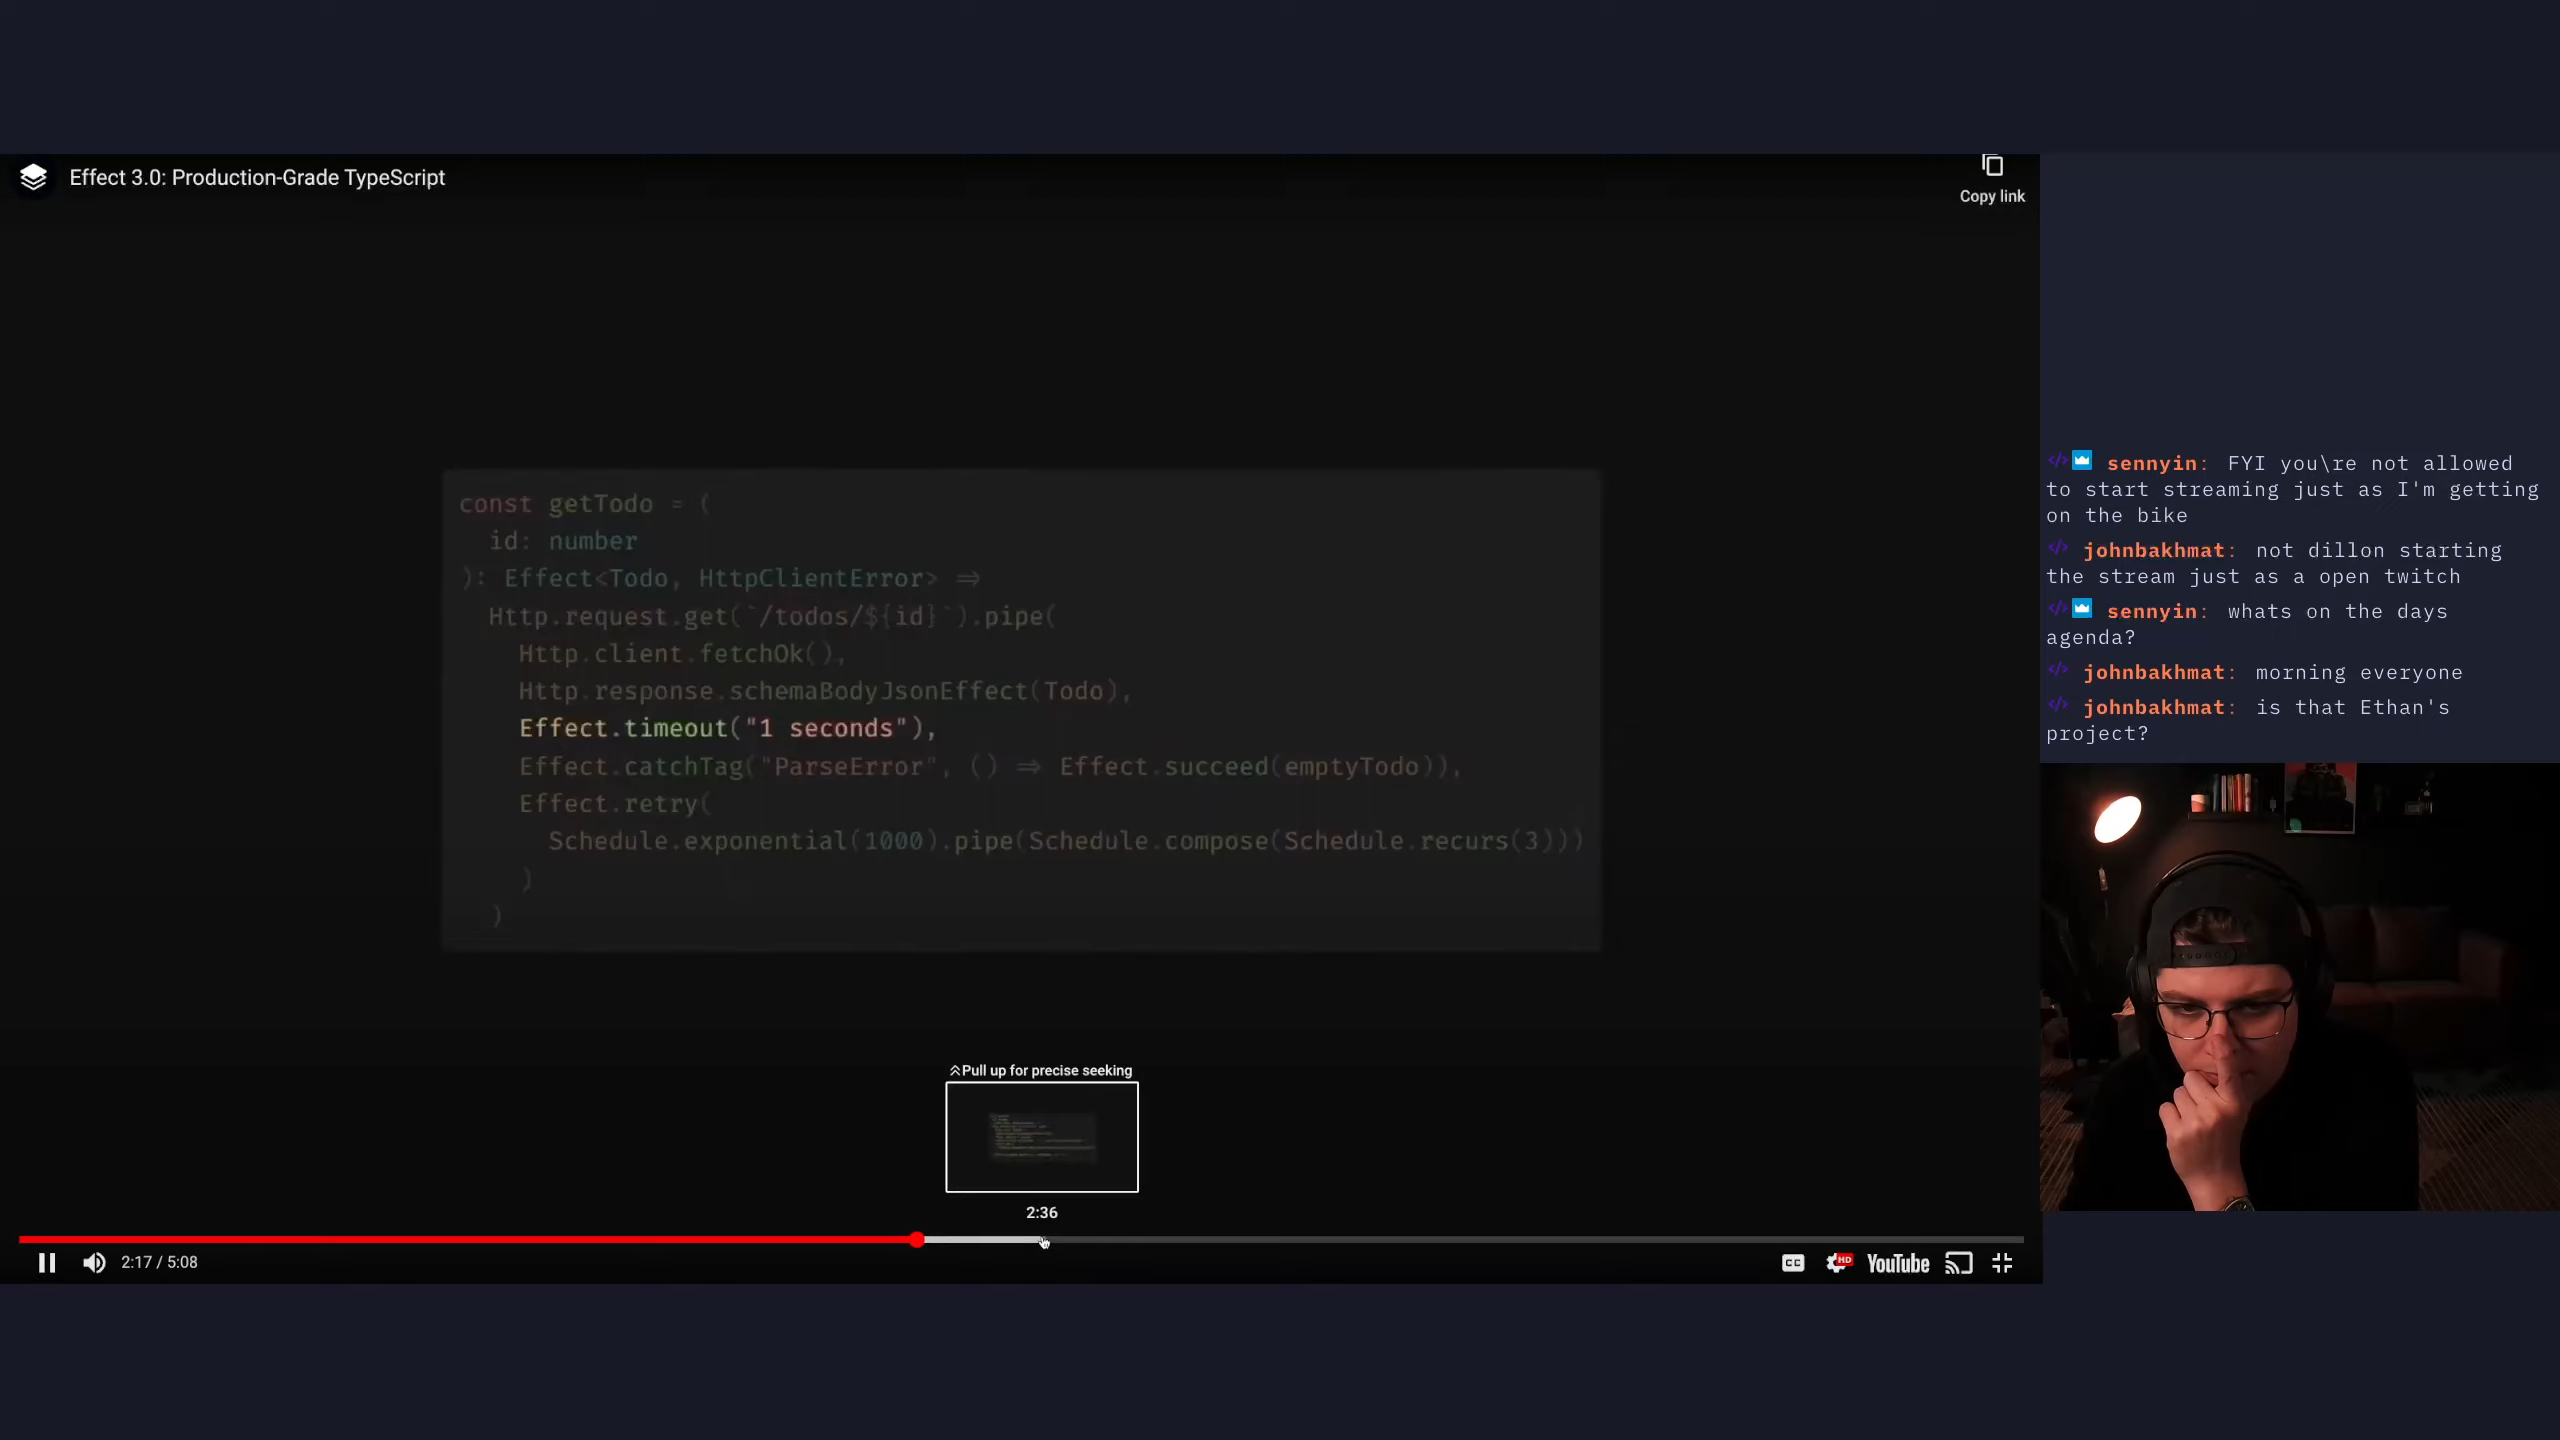 Effect 3.0: Production-Grade TypeScript
Copy link
const getTodo = (
id: number
): Effect<Todo, HttpClientError> ⇒
Http.request.get(`/todos/${id}`).pipe(
Http.client.fetchOk(),
Http.response.schemaBodyJsonEffect(Todo),
Effect.timeout("1 seconds"),
Effect.catchTag("ParseError", () ⇒ Effect.succeed(emptyTodo)),
Effect.retry(
Schedule.exponential(1000).pipe(Schedule.compose(Schedule.recurs(3)))
)
)
Pull up for precise seeking
2:36
2:17 / 5:08
CC
HD
YouTube
sennyin: FYI you\re not allowed
to start streaming just as I'm getting
on the bike
johnbakhmat: not dillon starting
the stream just as a open twitch
sennyin: whats on the days
agenda?
johnbakhmat: morning everyone
johnbakhmat: is that Ethan's
project?